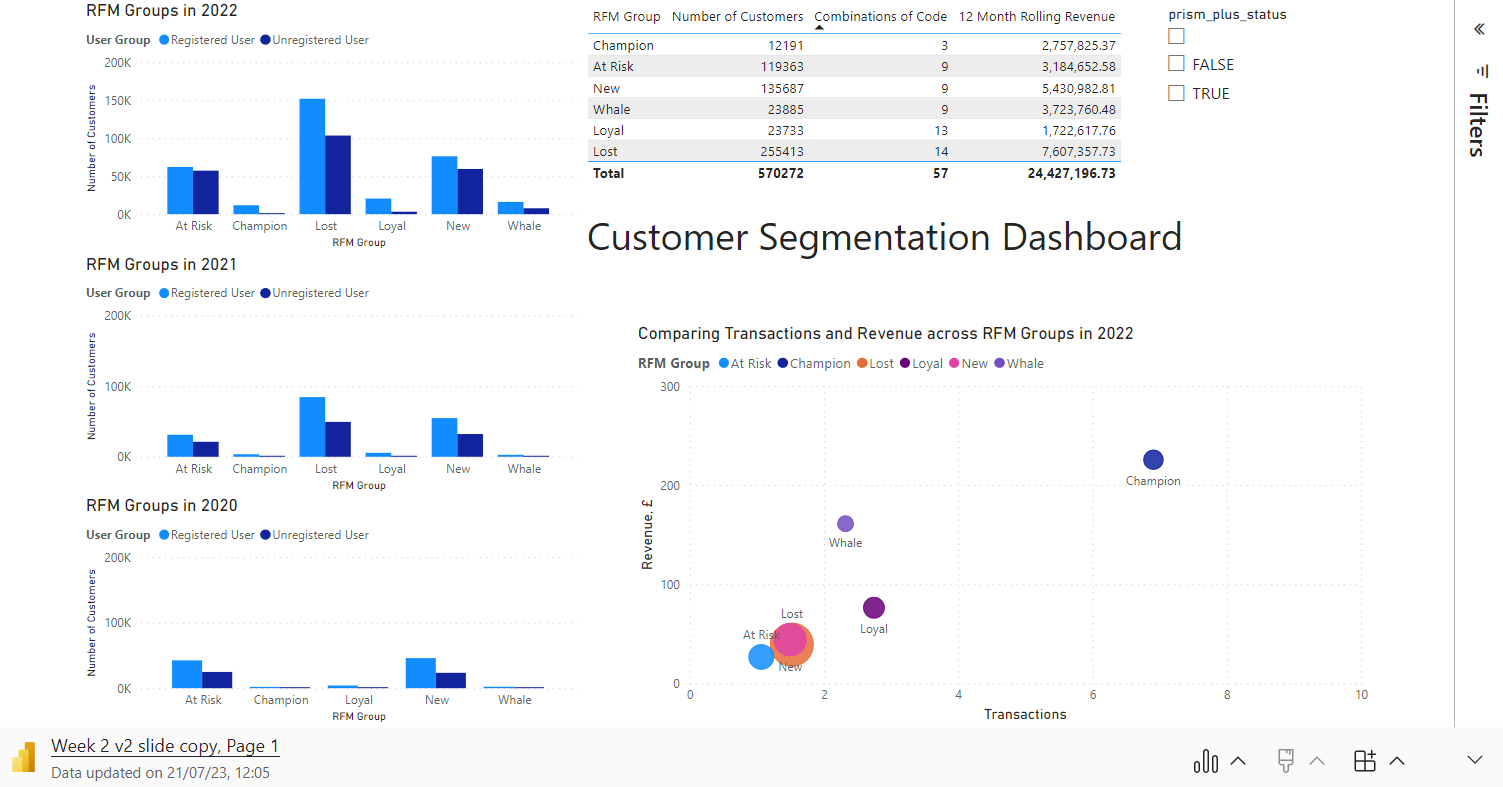 RFM Groups in 2022
User Group Registered User Unregistered User
200K
150K
100K
50K
0K
Number of Customers
At Risk Champion Lost Loyal New Whale
RFM Group
RFM Groups in 2021
User Group Registered User Unregistered User
200K
100K
0K
Number of Customers
At Risk Champion Lost Loyal New Whale
RFM Group
RFM Groups in 2020
User Group Registered User Unregistered User
200K
100K
0K
Number of Customers
At Risk Champion Loyal New Whale
RFM Group
RFM Group Number of Customers Combinations of Code 12 Month Rolling Revenue
Champion 12191 3 2,757,825.37
At Risk 119363 9 3,184,652.58
New 135687 9 5,430,982.81
Whale 23885 9 3,723,760.48
Loyal 23733 13 1,722,617.76
Lost 255413 14 7,607,357.73
Total 570272 57 24,427,196.73
prism_plus_status
FALSE
TRUE
Filters
Customer Segmentation Dashboard
Comparing Transactions and Revenue across RFM Groups in 2022
RFM Group At Risk Champion Lost Loyal New Whale
300
200
100
0
Revenue, £
Champion
Whale
Lost
Loyal
At Risk
New
0 2 4 6 8 10
Transactions
Week 2 v2 slide copy, Page 1
Data updated on 21/07/23, 12:05